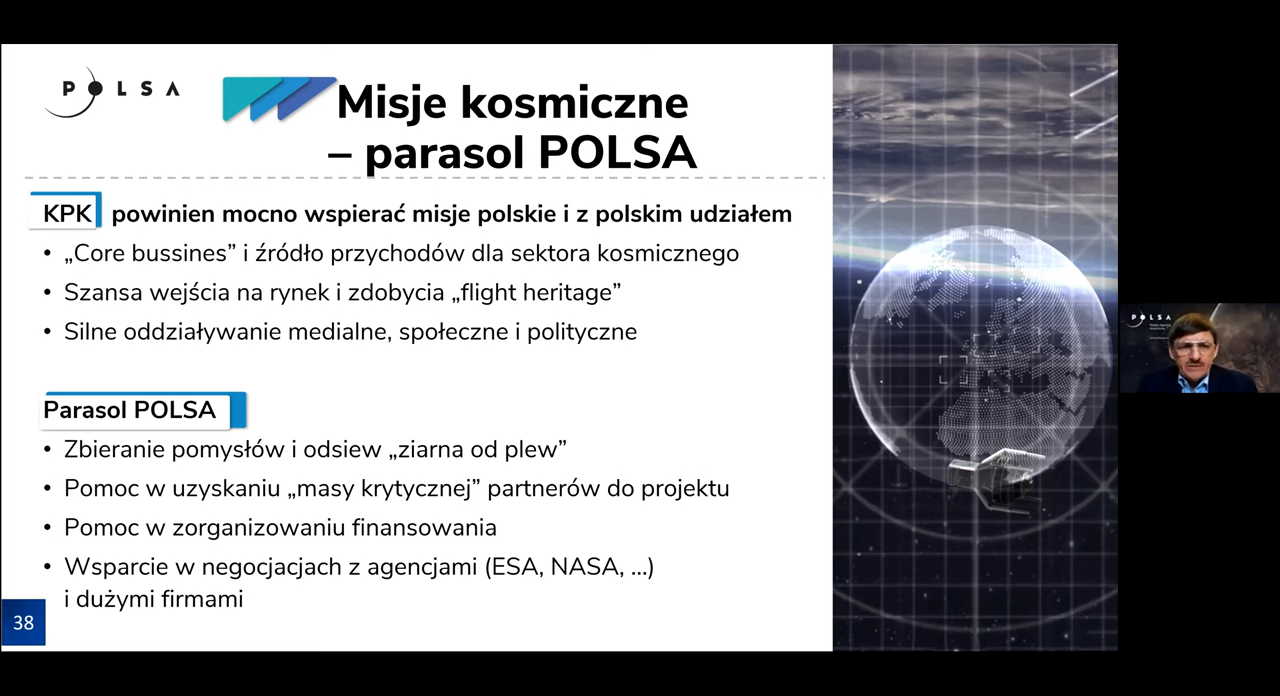 POLSA
Misje kosmiczne
– parasol POLSA
KPK powinien mocno wspierać misje polskie i z polskim udziałem
• „Core bussines” i źródło przychodów dla sektora kosmicznego
• Szansa wejścia na rynek i zdobycia „flight heritage”
• Silne oddziaływanie medialne, społeczne i polityczne
Parasol POLSA
• Zbieranie pomysłów i odsiew „ziarna od plew”
• Pomoc w uzyskaniu „masy krytycznej” partnerów do projektu
• Pomoc w zorganizowaniu finansowania
• Wsparcie w negocjacjach z agencjami (ESA, NASA, ...)
i dużymi firmami
38
POLSA